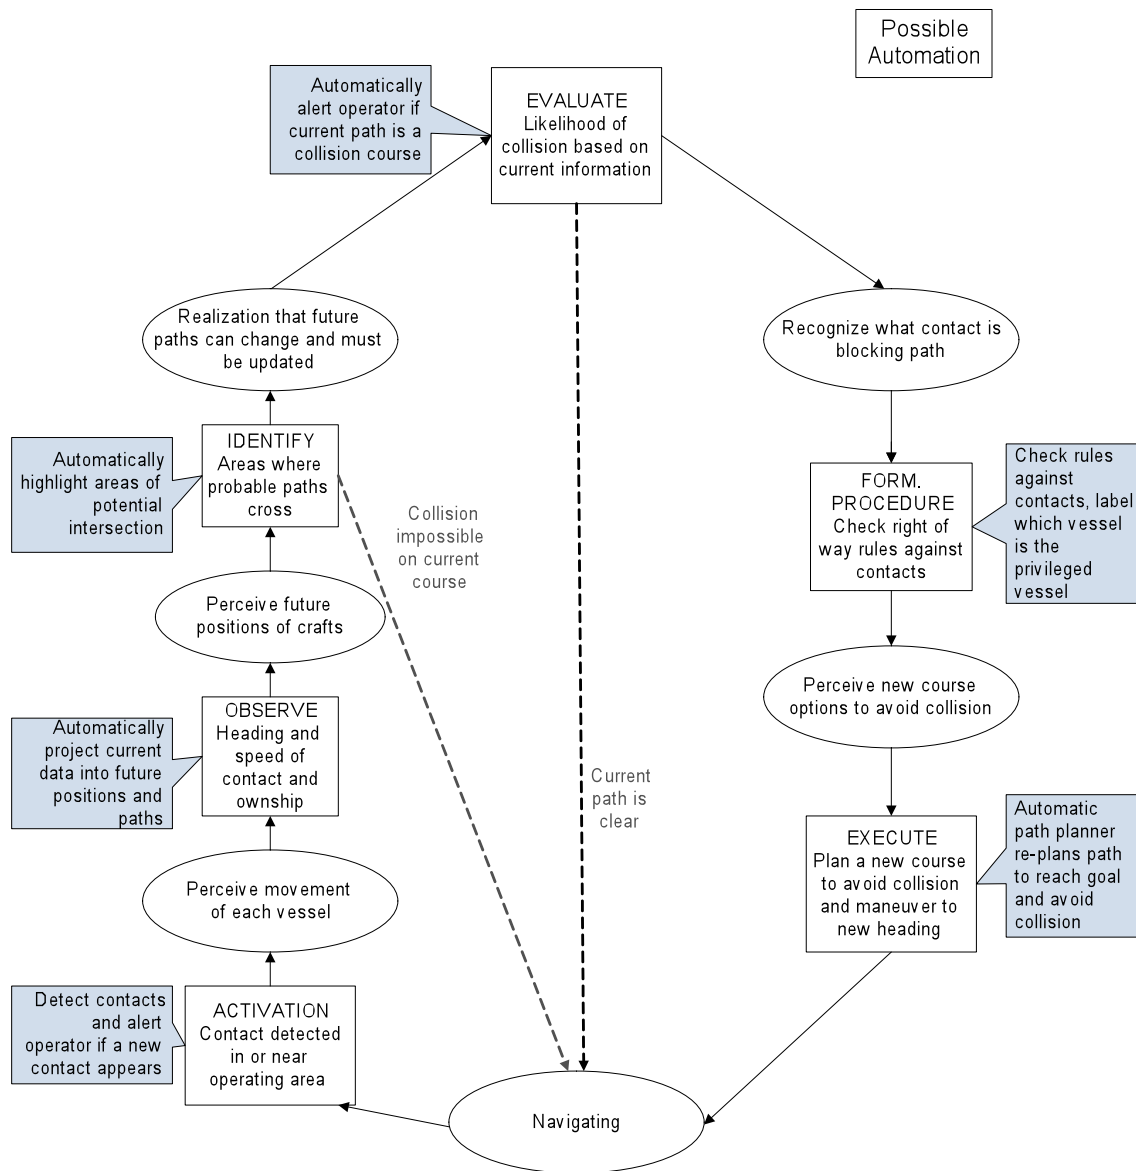 Possible
Automation
Automatically
alert operator if
current path is a
collision course
EVALUATE
Likelihood of
collision based on
current information
Realization that future
paths can change and must
be updated
Recognize what contact is
blocking path
Automatically
highlight areas of
potential
intersection
IDENTIFY
Areas where
probable paths
cross
Collision
impossible
on current
course
FORM.
PROCEDURE
Check right of
way rules against
contacts
Check rules
against
contacts, label
which vessel
is the
privileged
vessel
Perceive future
positions of crafts
Perceive new course
options to avoid collision
Automatically
project current
data into future
positions and
paths
OBSERVE
Heading and
speed of
contact and
ownship
Current
path is
clear
EXECUTE
Plan a new course
to avoid collision
and maneuver to
new heading
Automatic
path planner
re-plans path
to reach goal
and avoid
collision
Perceive movement
of each vessel
Detect contacts
and alert
operator if a new
contact appears
ACTIVATION
Contact detected
in or near
operating area
Navigating